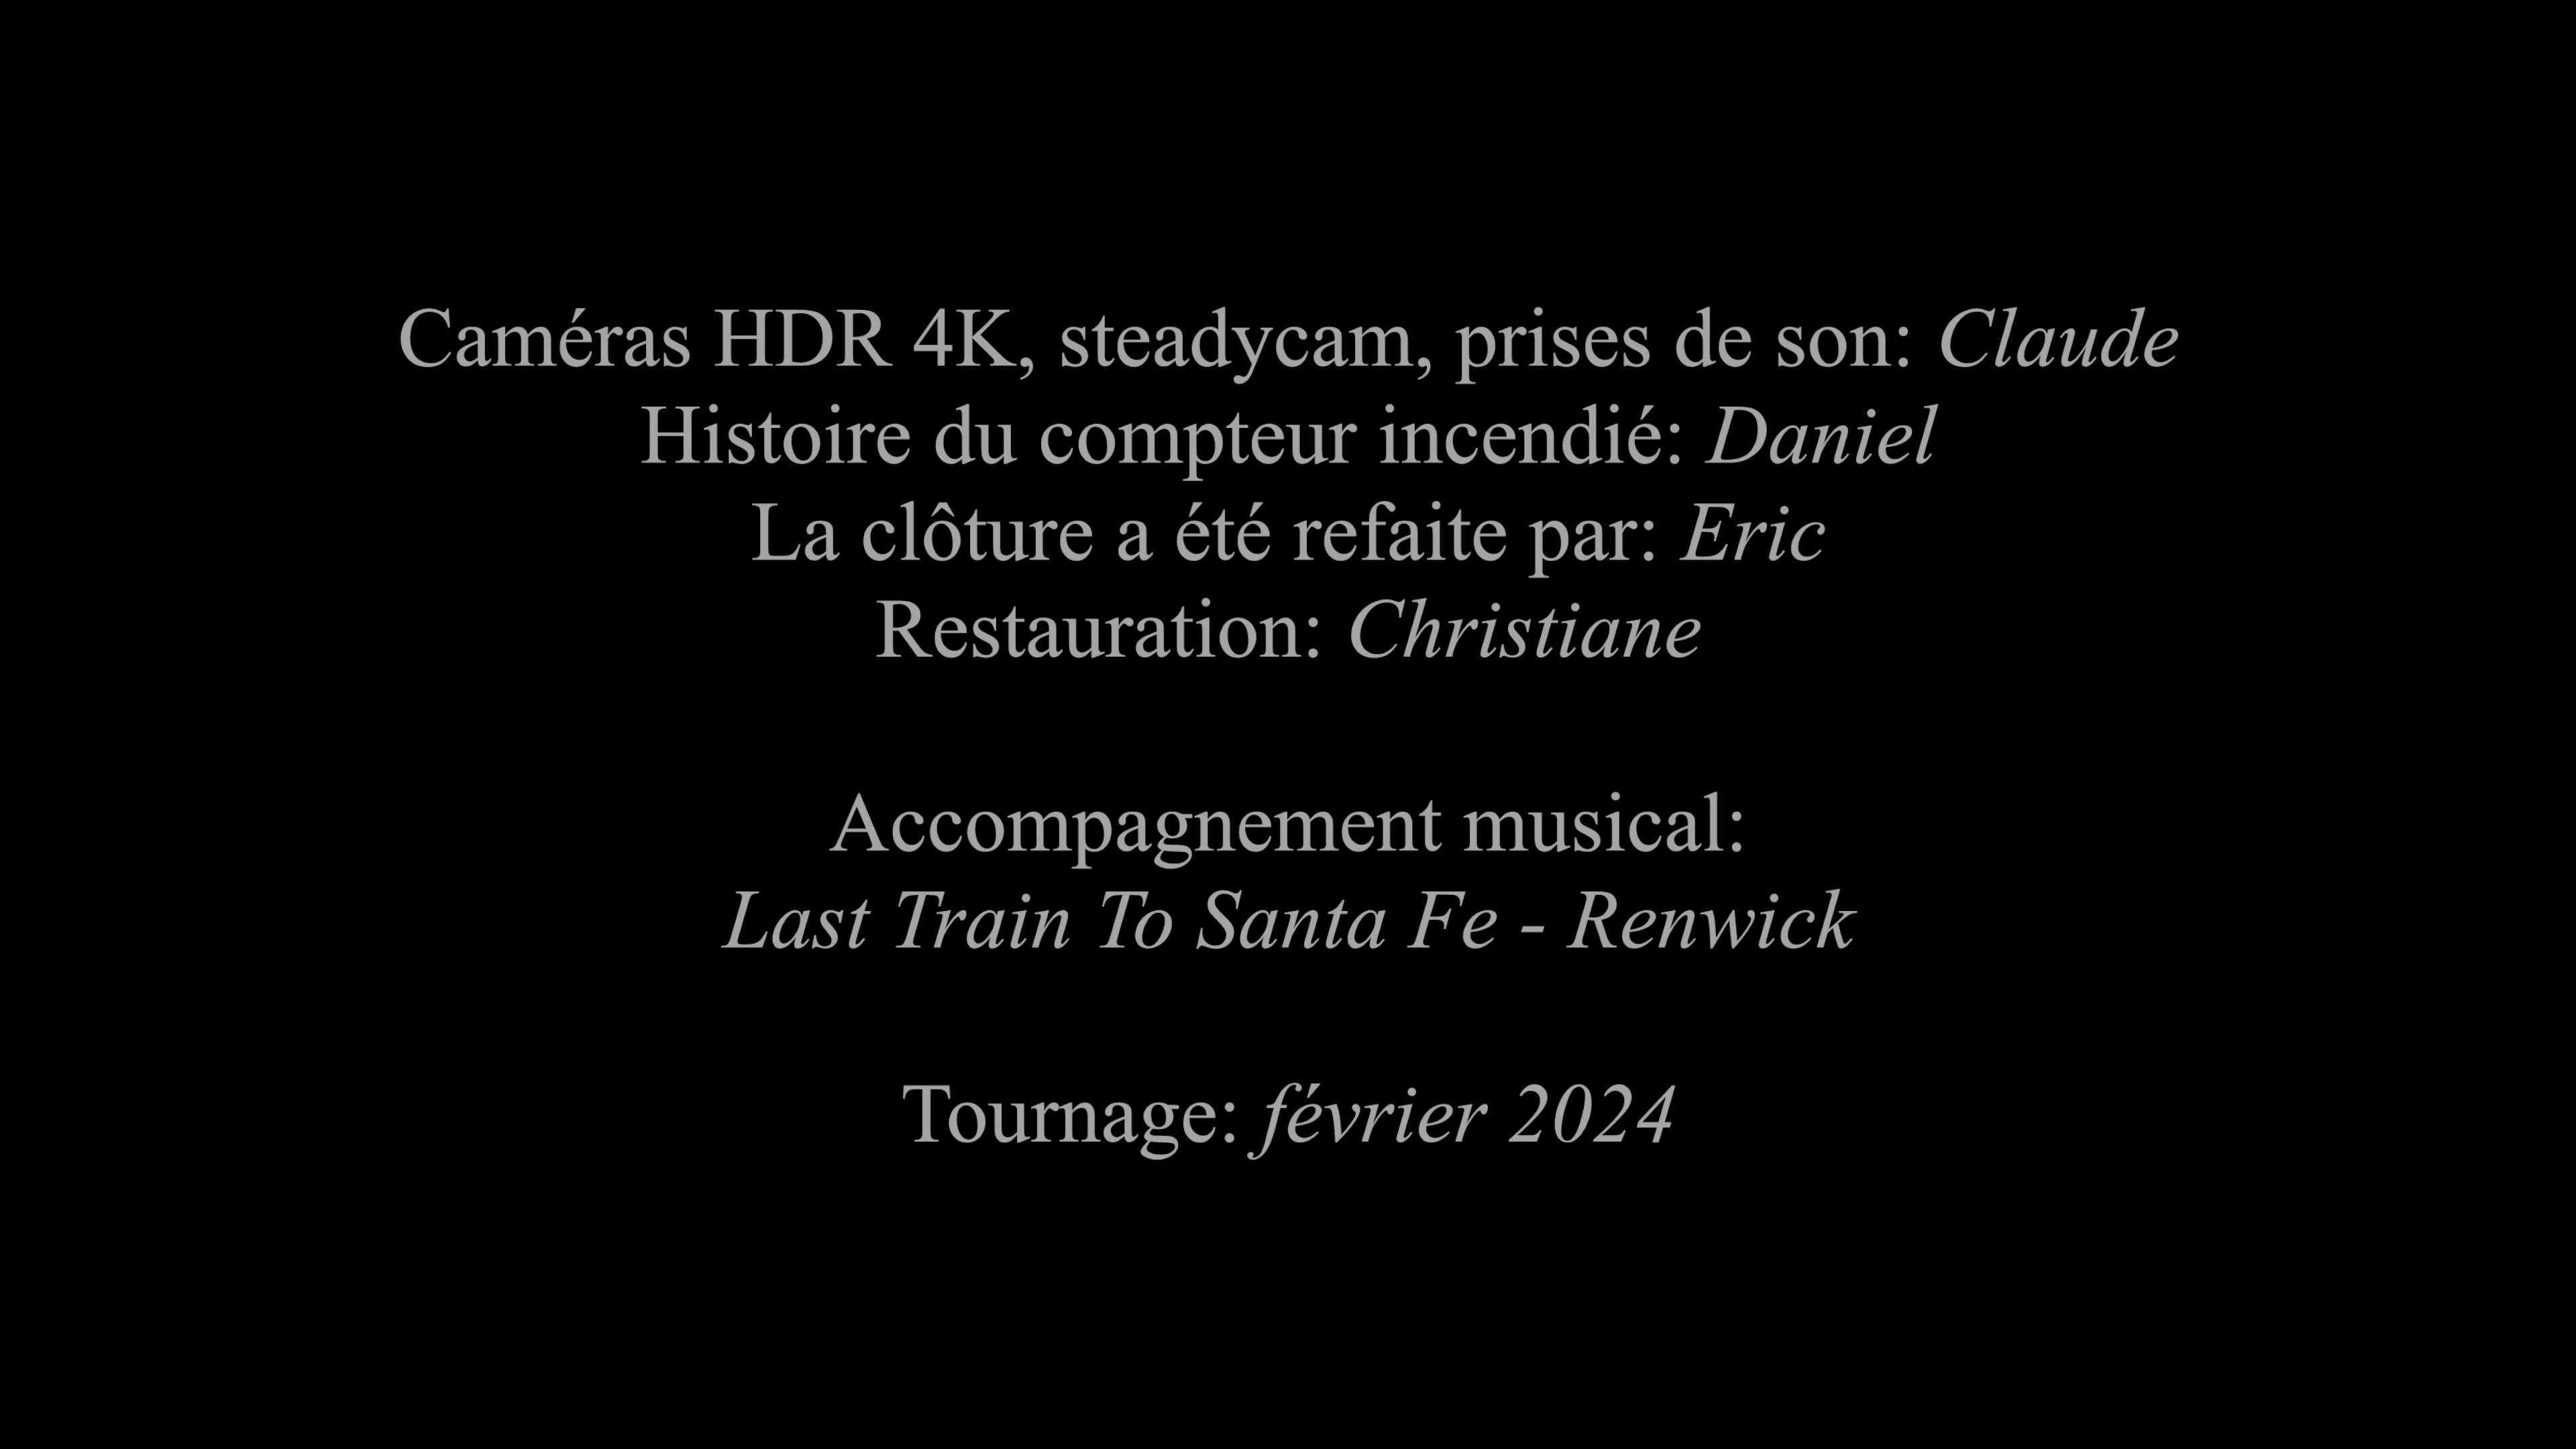 Caméras HDR 4K, steadycam, prises de son: Claude
Histoire du compteur incendié: Daniel
La clôture a été refaite par: Eric
Restauration: Christiane
Accompagnement musical:
Last Train To Santa Fe - Renwick
Tournage: février 2024